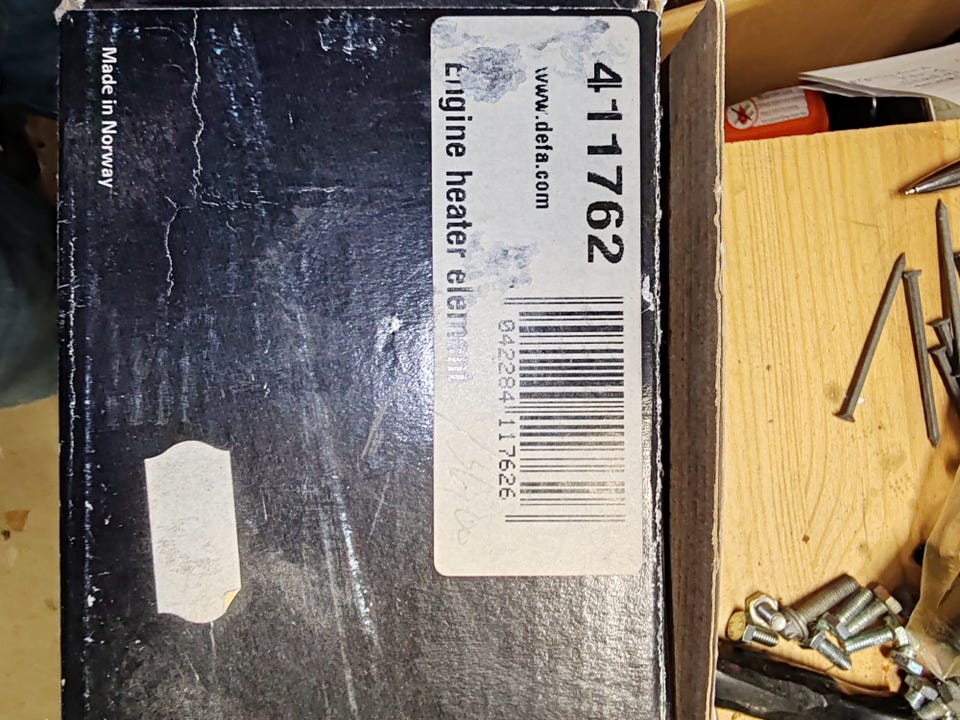 411762
www.defa.com
Engine heater element
042284 117626
Made in Norway